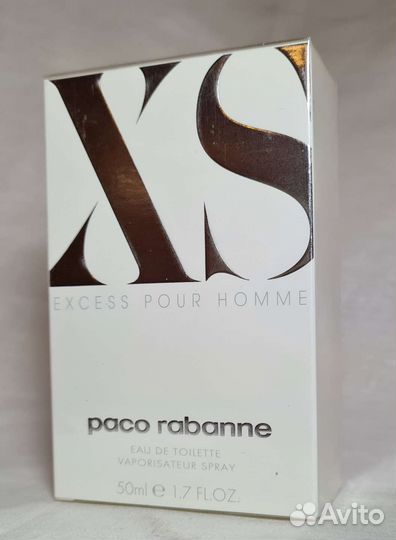 XS
EXCESS POUR HOMME
paco rabanne
EAU DE TOILETTE
VAPORISATEUR SPRAY
50ml e 1.7 FL.OZ.
Avito